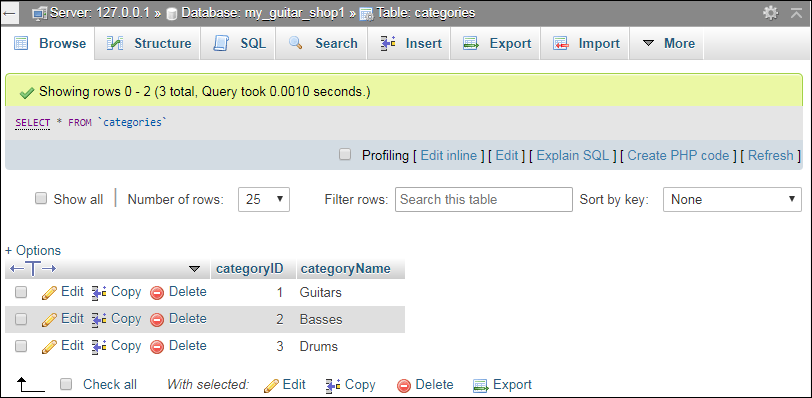 Server: 127.0.0.1 » Database: my_guitar_shop1 » Table: categories
Browse Structure SQL Search Insert Export Import More
Showing rows 0 - 2 (3 total, Query took 0.0010 seconds.)
SELECT * FROM `categories`
Profiling [ Edit inline ] [ Edit ] [ Explain SQL ] [ Create PHP code ] [ Refresh ]
Show all | Number of rows: 25 Filter rows: Search this table Sort by key: None
+ Options
categoryID categoryName
Edit Copy Delete 1 Guitars
Edit Copy Delete 2 Basses
Edit Copy Delete 3 Drums
Check all With selected: Edit Copy Delete Export